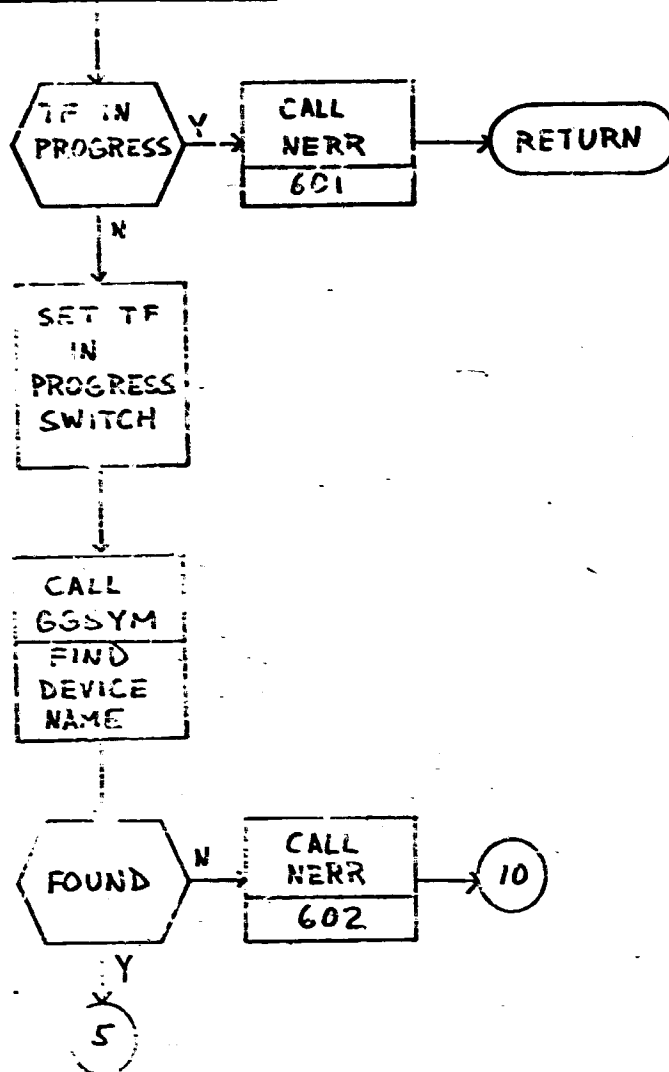 TF IN
PROGRESS
Y
CALL
NERR
601
RETURN
N
SET TF
IN
PROGRESS
SWITCH
CALL
GGSYM
FIND
DEVICE
NAME
FOUND
N
CALL
NERR
602
10
Y
5